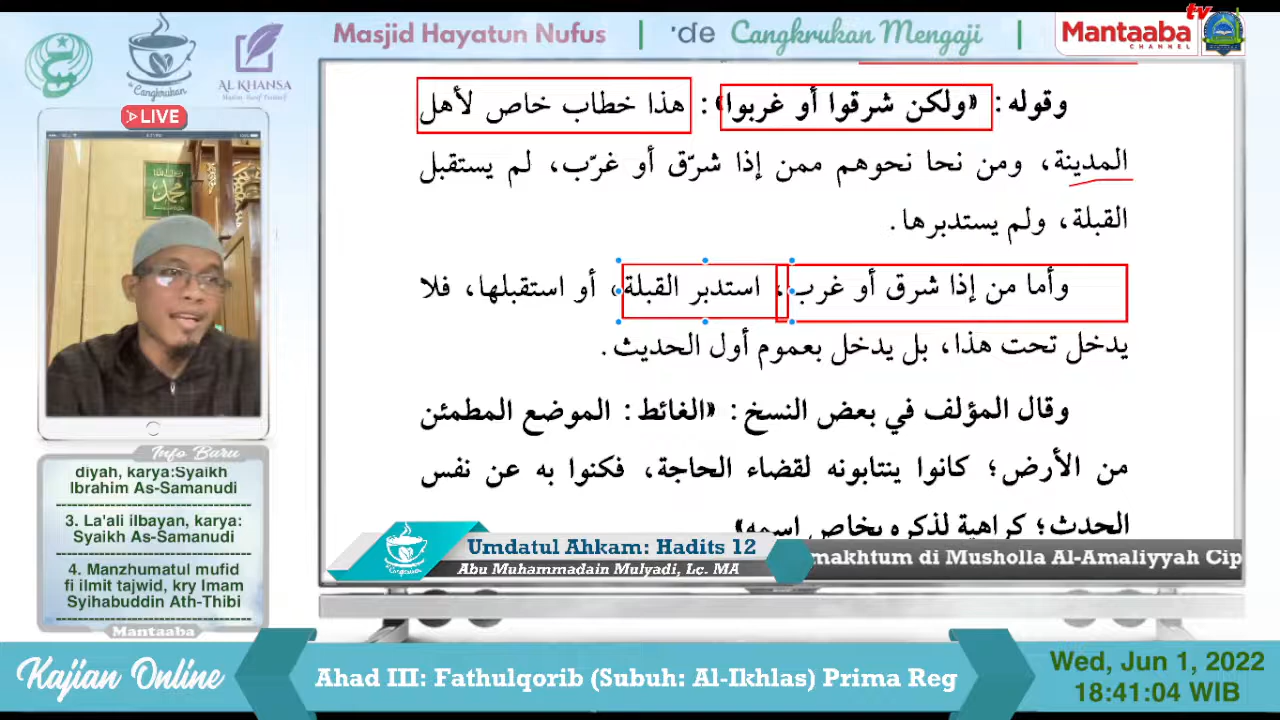 Masjid Hayatun Nufus | 'de Cangkrukan Mengaji |
Mantaaba tv
CHANNEL
Cangkrukan
AL KHANSA
LIVE
وقوله: «ولكن شرقوا أو غربوا»: هذا خطاب خاص لأهل
المدينة، ومن نحا نحوهم ممن إذا شرّق أو غرّب، لم يستقبل
القبلة، ولم يستدبرها.
وأما من إذا شرق أو غرب، استدبر القبلة، أو استقبلها، فلا
يدخل تحت هذا، بل يدخل بعموم أول الحديث.
وقال المؤلف في بعض النسخ: «الغائط: الموضع المطمئن
من الأرض؛ كانوا ينتابونه لقضاء الحاجة، فكنوا به عن نفس
الحدث؛ كراهية لذكره بخاص اسمه»
Info Baru
diyah, karya:Syaikh
Ibrahim As-Samanudi
3. La'ali ilbayan, karya:
Syaikh As-Samanudi
4. Manzhumatul mufid
fi ilmit tajwid, kry Imam
Syihabuddin Ath-Thibi
Mantaaba
Umdatul Ahkam: Hadits 12
Abu Muhammadain Mulyadi, Lc. MA
makhtum di Musholla Al-Amaliyyah Cip
Kajian Online
Ahad III: Fathulqorib (Subuh: Al-Ikhlas) Prima Reg
Wed, Jun 1, 2022
18:41:04 WIB